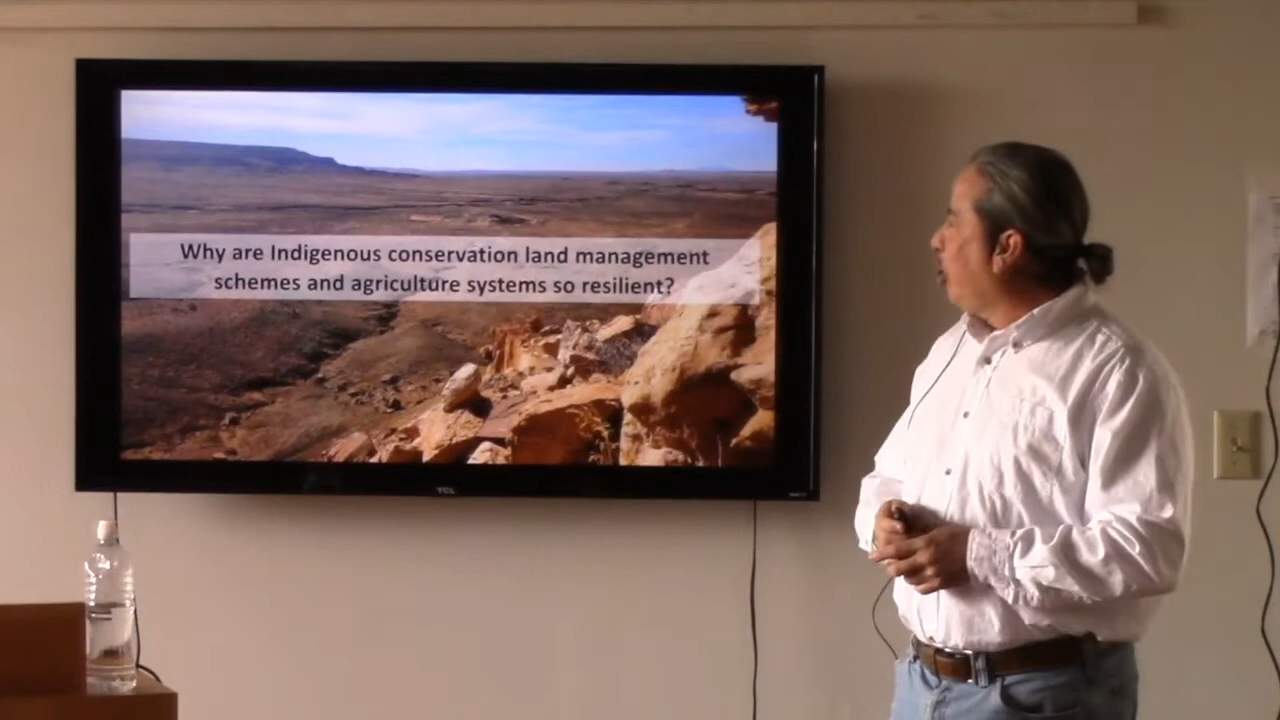 Why are Indigenous conservation land management
schemes and agriculture systems so resilient?
TCL